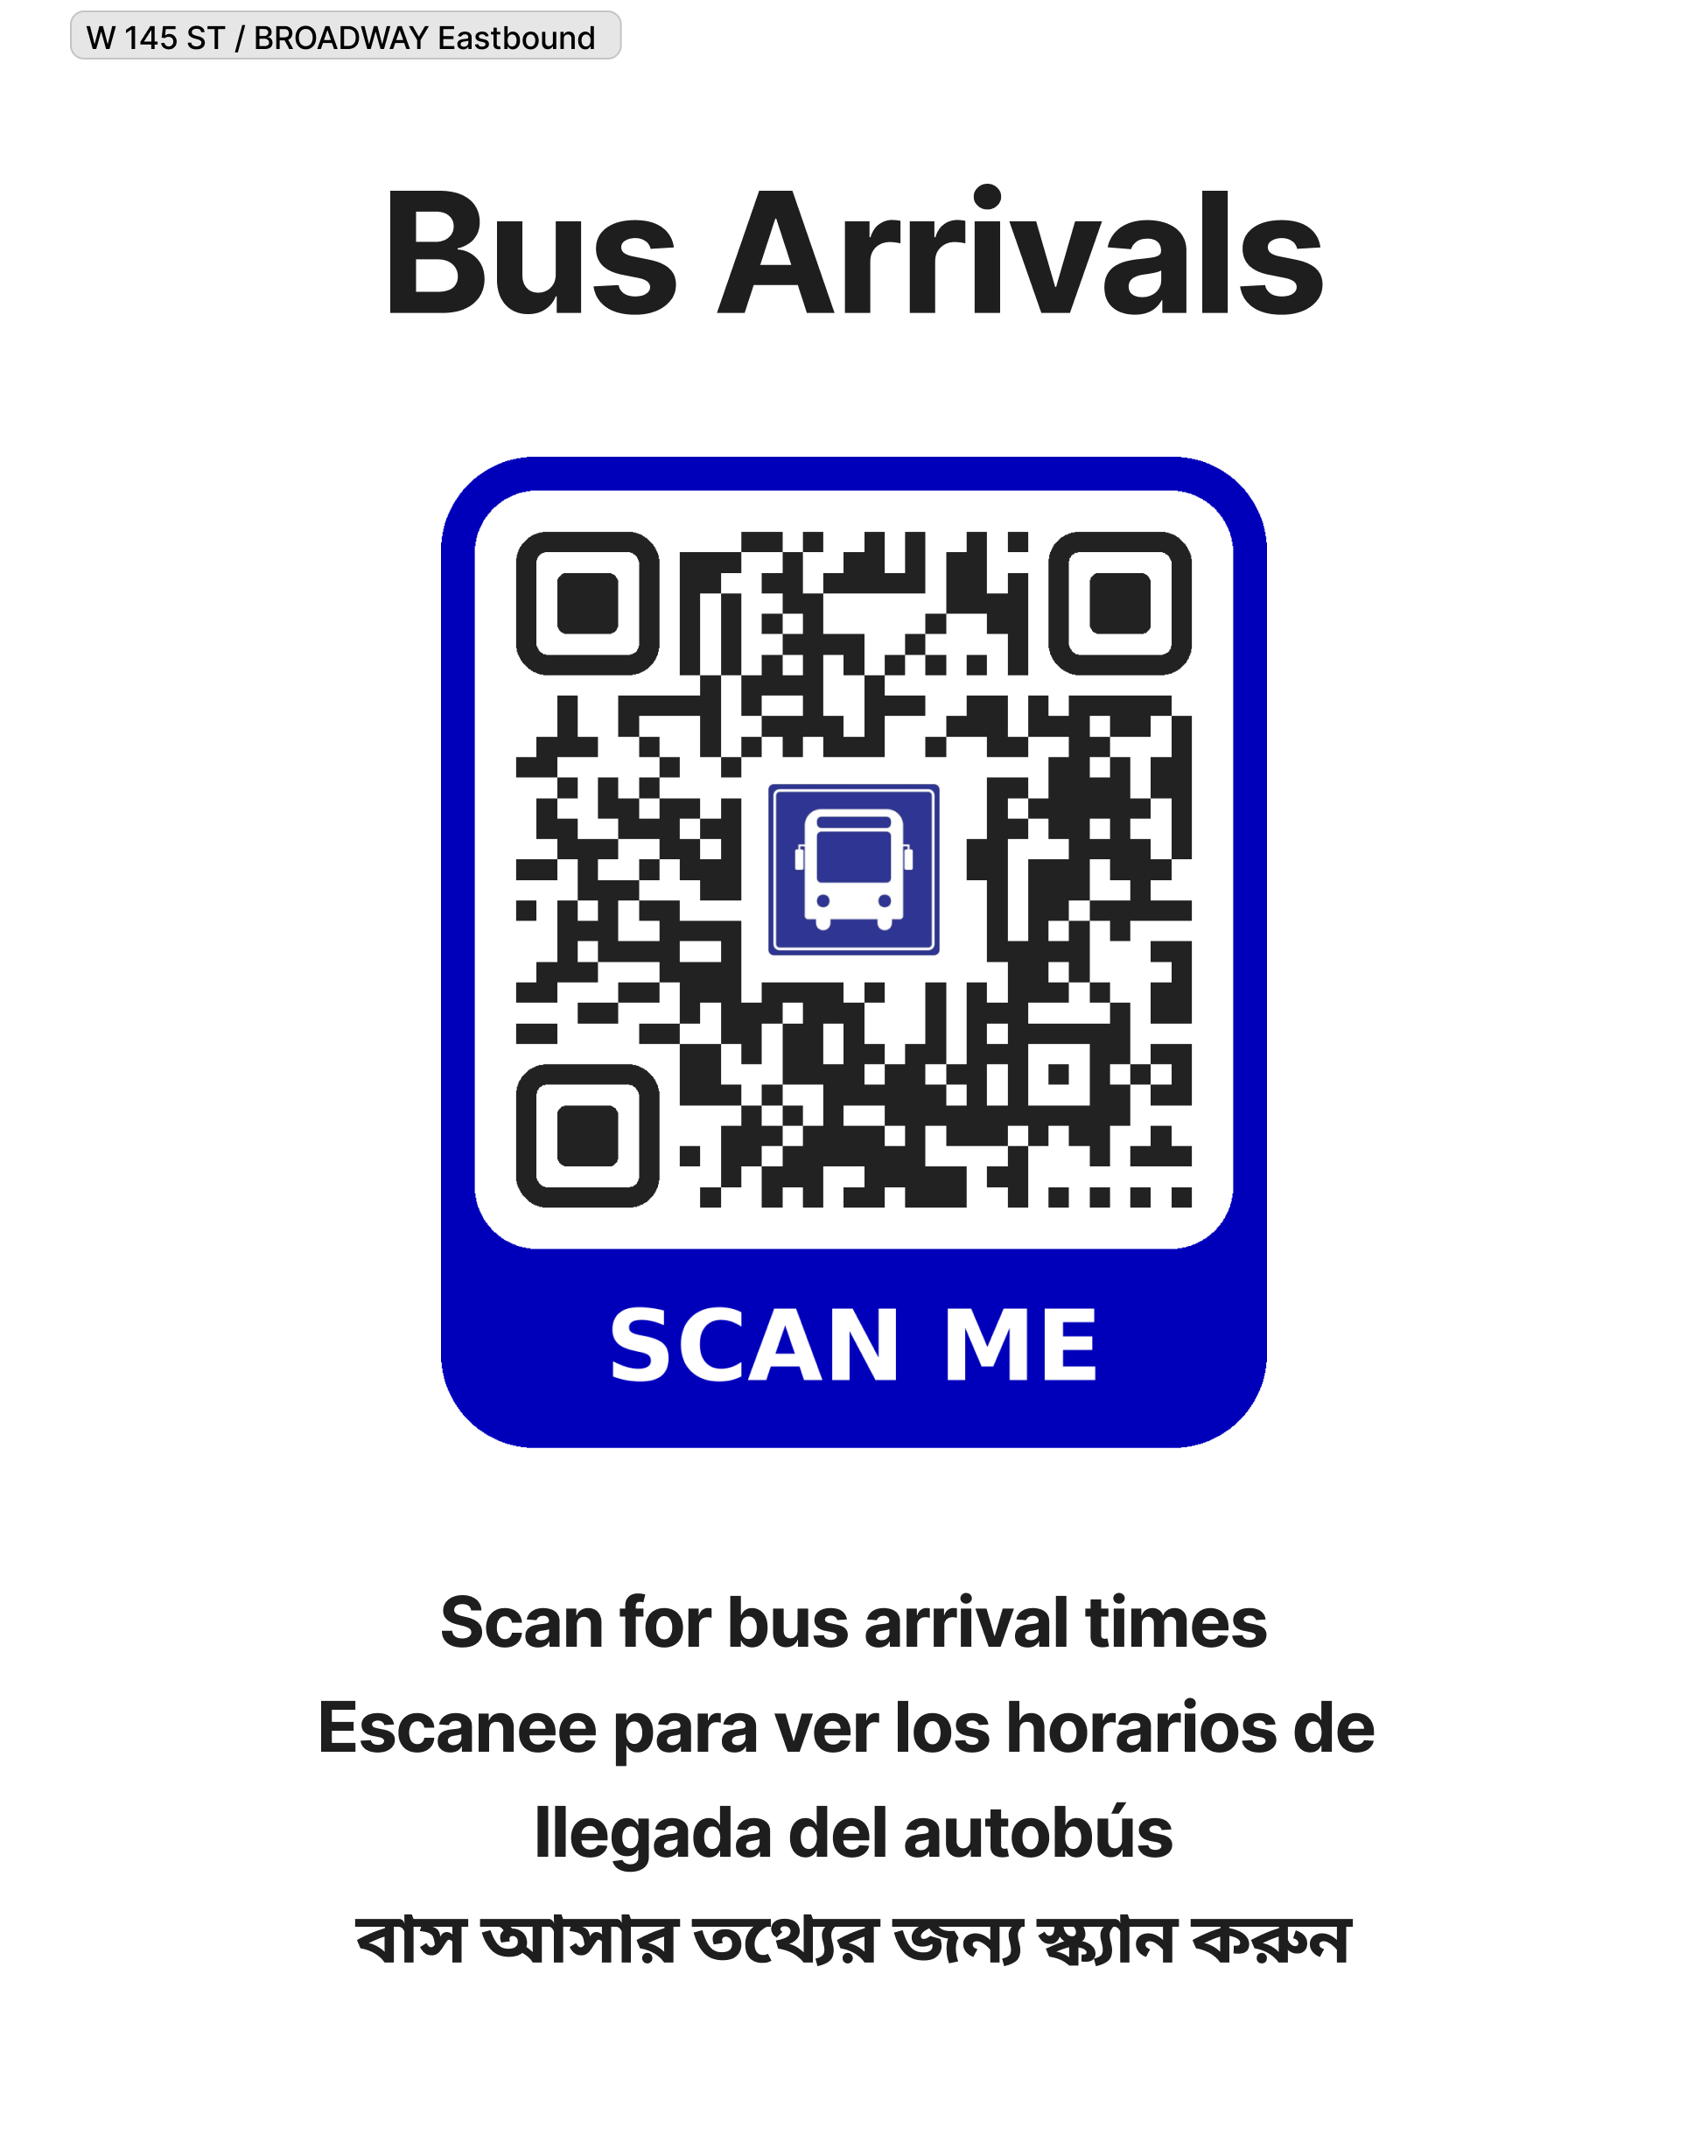 W 145 ST / BROADWAY Eastbound
Bus Arrivals
SCAN ME
Scan for bus arrival times
Escanee para ver los horarios de
llegada del autobús
বাস আসার তথ্যের জন্য স্ক্যান করুন